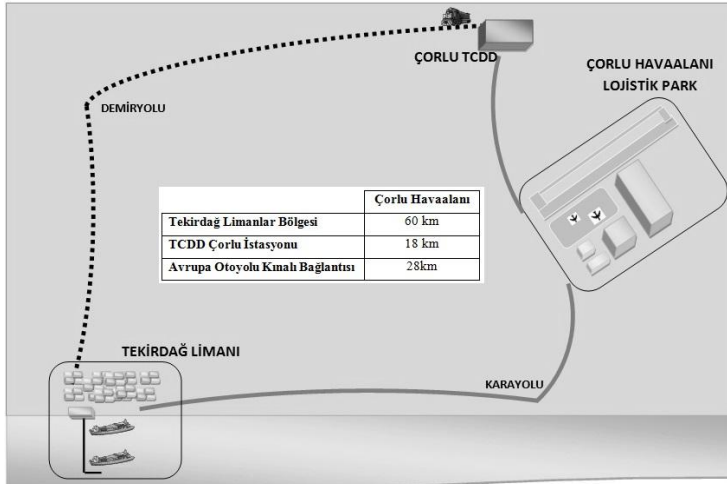 ÇORLU TCDD
ÇORLU HAVAALANI
LOJİSTİK PARK
DEMİRYOLU
Çorlu Havaalanı
Tekirdağ Limanlar Bölgesi 60 km
TCDD Çorlu İstasyonu 18 km
Avrupa Otoyolu Kınalı Bağlantısı 28km
TEKİRDAĞ LİMANI
KARAYOLU